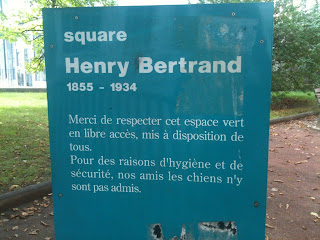 square
Henry Bertrand
1855 - 1934
Merci de respecter cet espace vert
en libre accès, mis à disposition de
tous.
Pour des raisons d'hygiène et de
sécurité, nos amis les chiens n'y
sont pas admis.